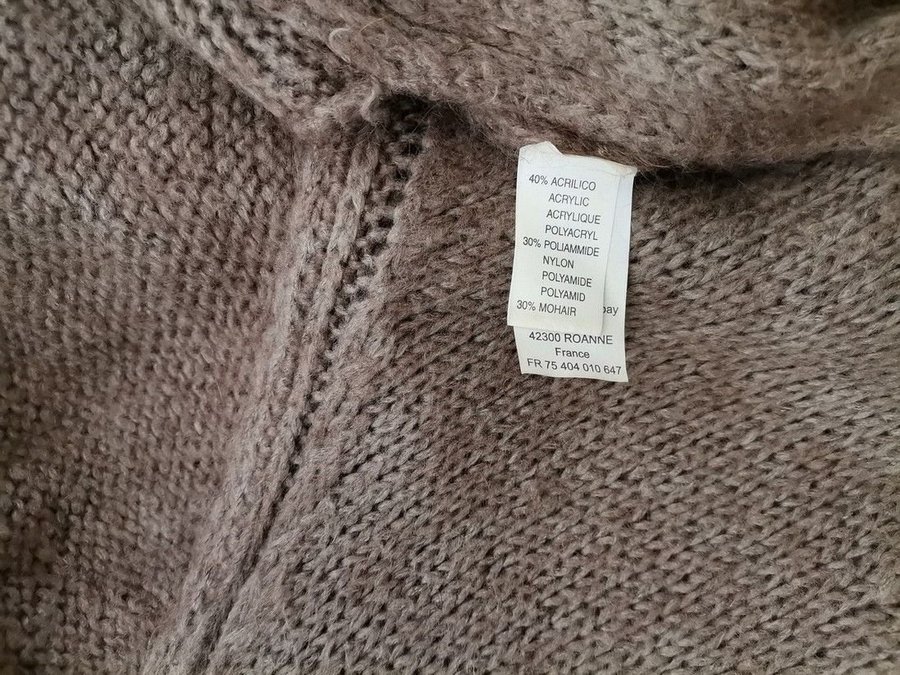 40% ACRILICO
ACRYLIC
ACRYLIQUE
POLYACRYL
30% POLIAMMIDE
NYLON
POLYAMIDE
POLYAMID
30% MOHAIR
42300 ROANNE
France
FR 75 404 010 647